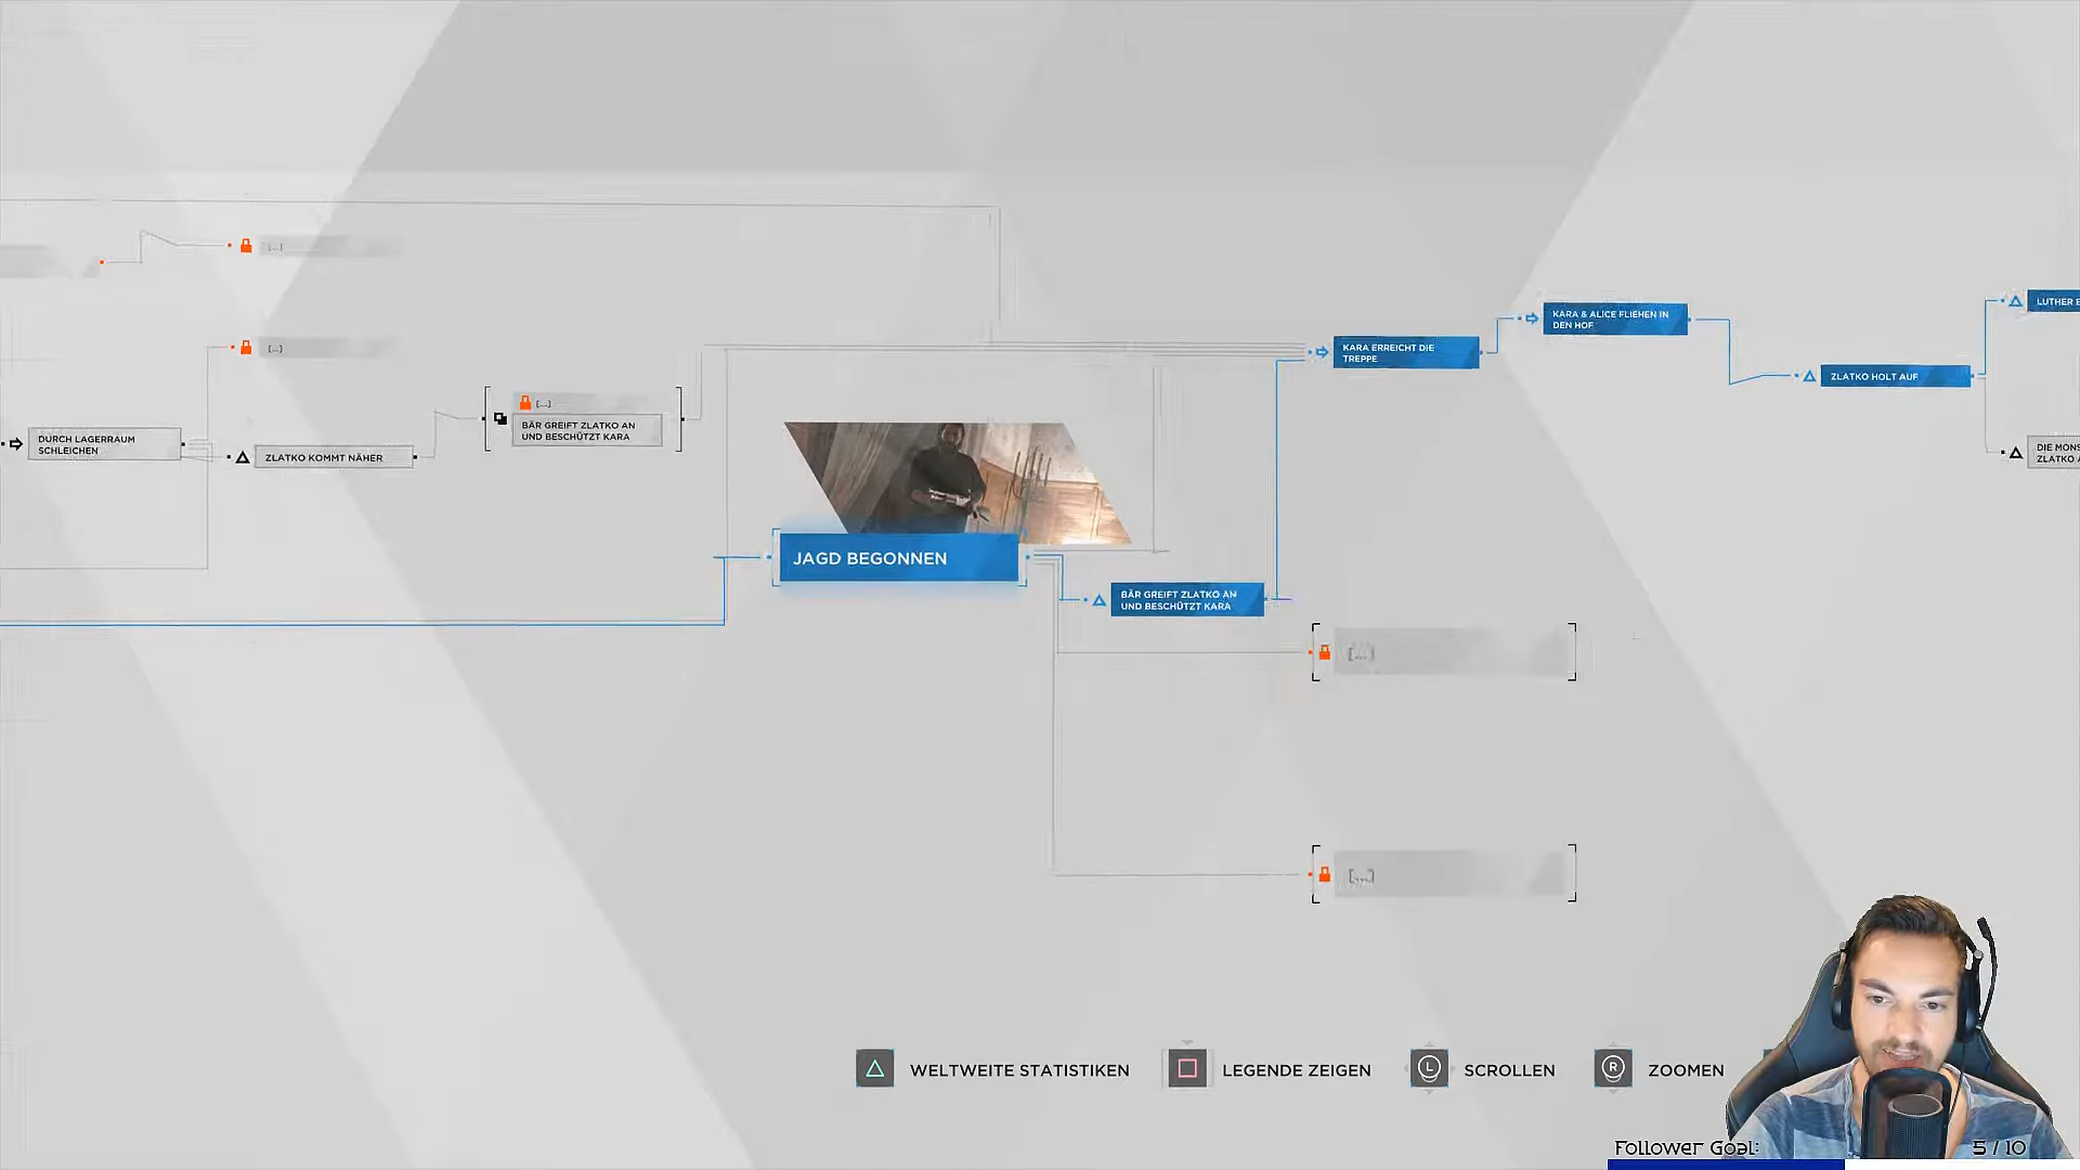 [...]
[...]
DURCH LAGERRAUM
SCHLEICHEN
ZLATKO KOMMT NÄHER
[...]
BÄR GREIFT ZLATKO AN
UND BESCHÜTZT KARA
JAGD BEGONNEN
BÄR GREIFT ZLATKO AN
UND BESCHÜTZT KARA
KARA ERREICHT DIE
TREPPE
KARA & ALICE FLIEHEN IN
DEN HOF
ZLATKO HOLT AUF
LUTHER
DIE
ZLATKO
[...]
[...]
WELTWEITE STATISTIKEN
LEGENDE ZEIGEN
L
SCROLLEN
R
ZOOMEN
Follower Goal:
5 / 10